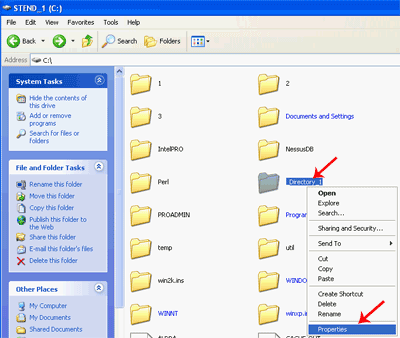 STEND_1 (C:)
File Edit View Favorites Tools Help
Back Search Folders
Address C:\
System Tasks
Hide the contents of
this drive
Add or remove
programs
Search for files or
folders
File and Folder Tasks
Rename this folder
Move this folder
Copy this folder
Publish this folder to
the Web
Share this folder
E-mail this folder's files
Delete this folder
Other Places
My Computer
My Documents
Shared Documents
1 2
3 Documents and Settings
IntelPRO NessusDB
Perl Directory_1
PROADMIN
temp util
win2k.ins
WINNT winxp.in
Open
Explore
Search...
Sharing and Security...
Send To
Cut
Copy
Paste
Create Shortcut
Delete
Rename
Properties